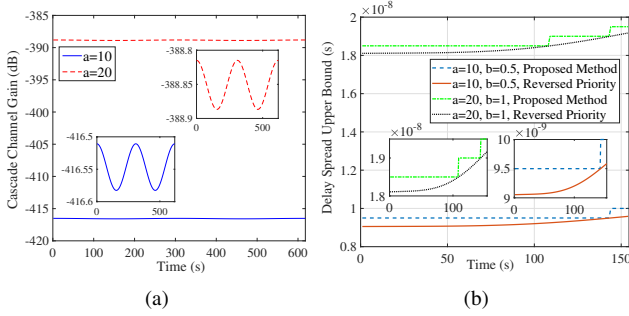 -385
-390
-395
-400
-405
-410
-415
-420
Cascade Channel Gain (dB)
a=10
a=20
-388.8
-388.9
0
500
-416.5
-416.6
0
500
0 100 200 300 400 500 600
Time (s)
(a)
×10⁻⁸
2
1.8
1.6
1.4
1.2
1
0.8
Delay Spread Upper Bound (s)
a=10, b=0.5, Proposed Method
a=10, b=0.5, Reversed Priority
a=20, b=1, Proposed Method
a=20, b=1, Reversed Priority
×10⁻⁸
1.9
1.8
0 100
×10⁻⁹
10
9.5
9
0 100
0 50 100 150
Time (s)
(b)